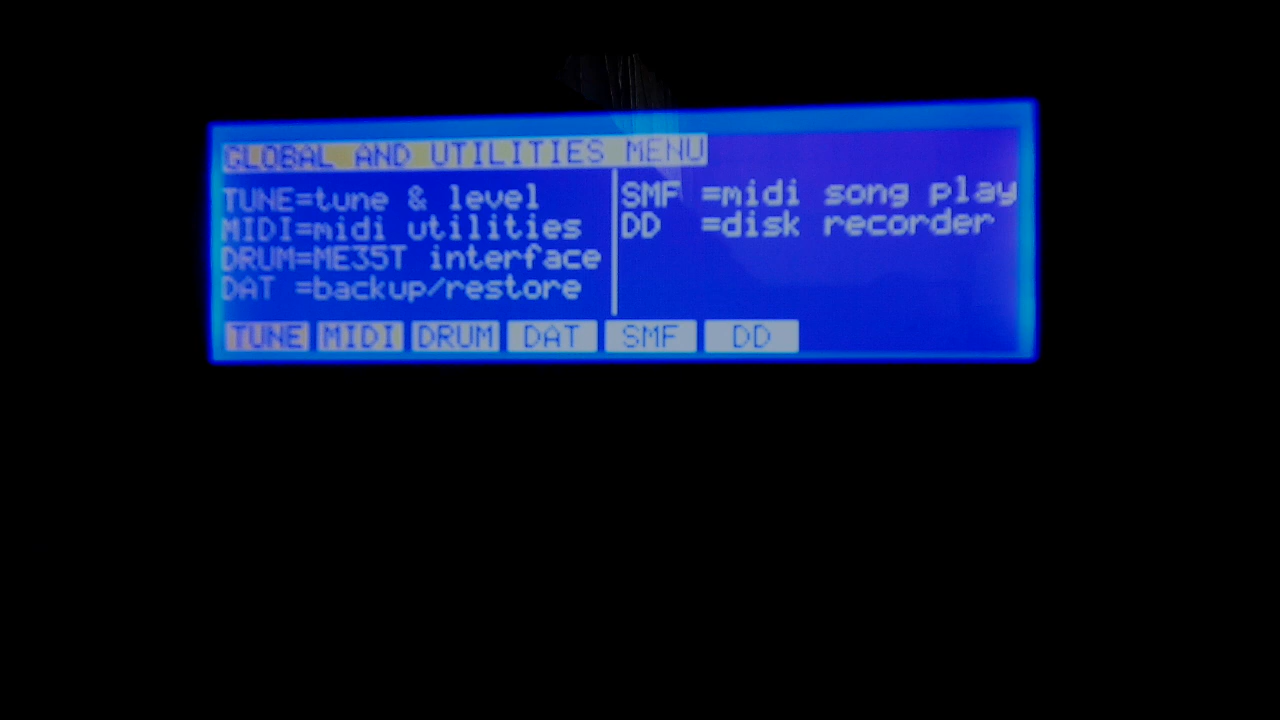 GLOBAL AND UTILITIES MENU
TUNE=tune & level
MIDI=midi utilities
DRUM=ME35T interface
DAT =backup/restore
SMF =midi song play
DD  =disk recorder
TUNE MIDI DRUM DAT SMF DD